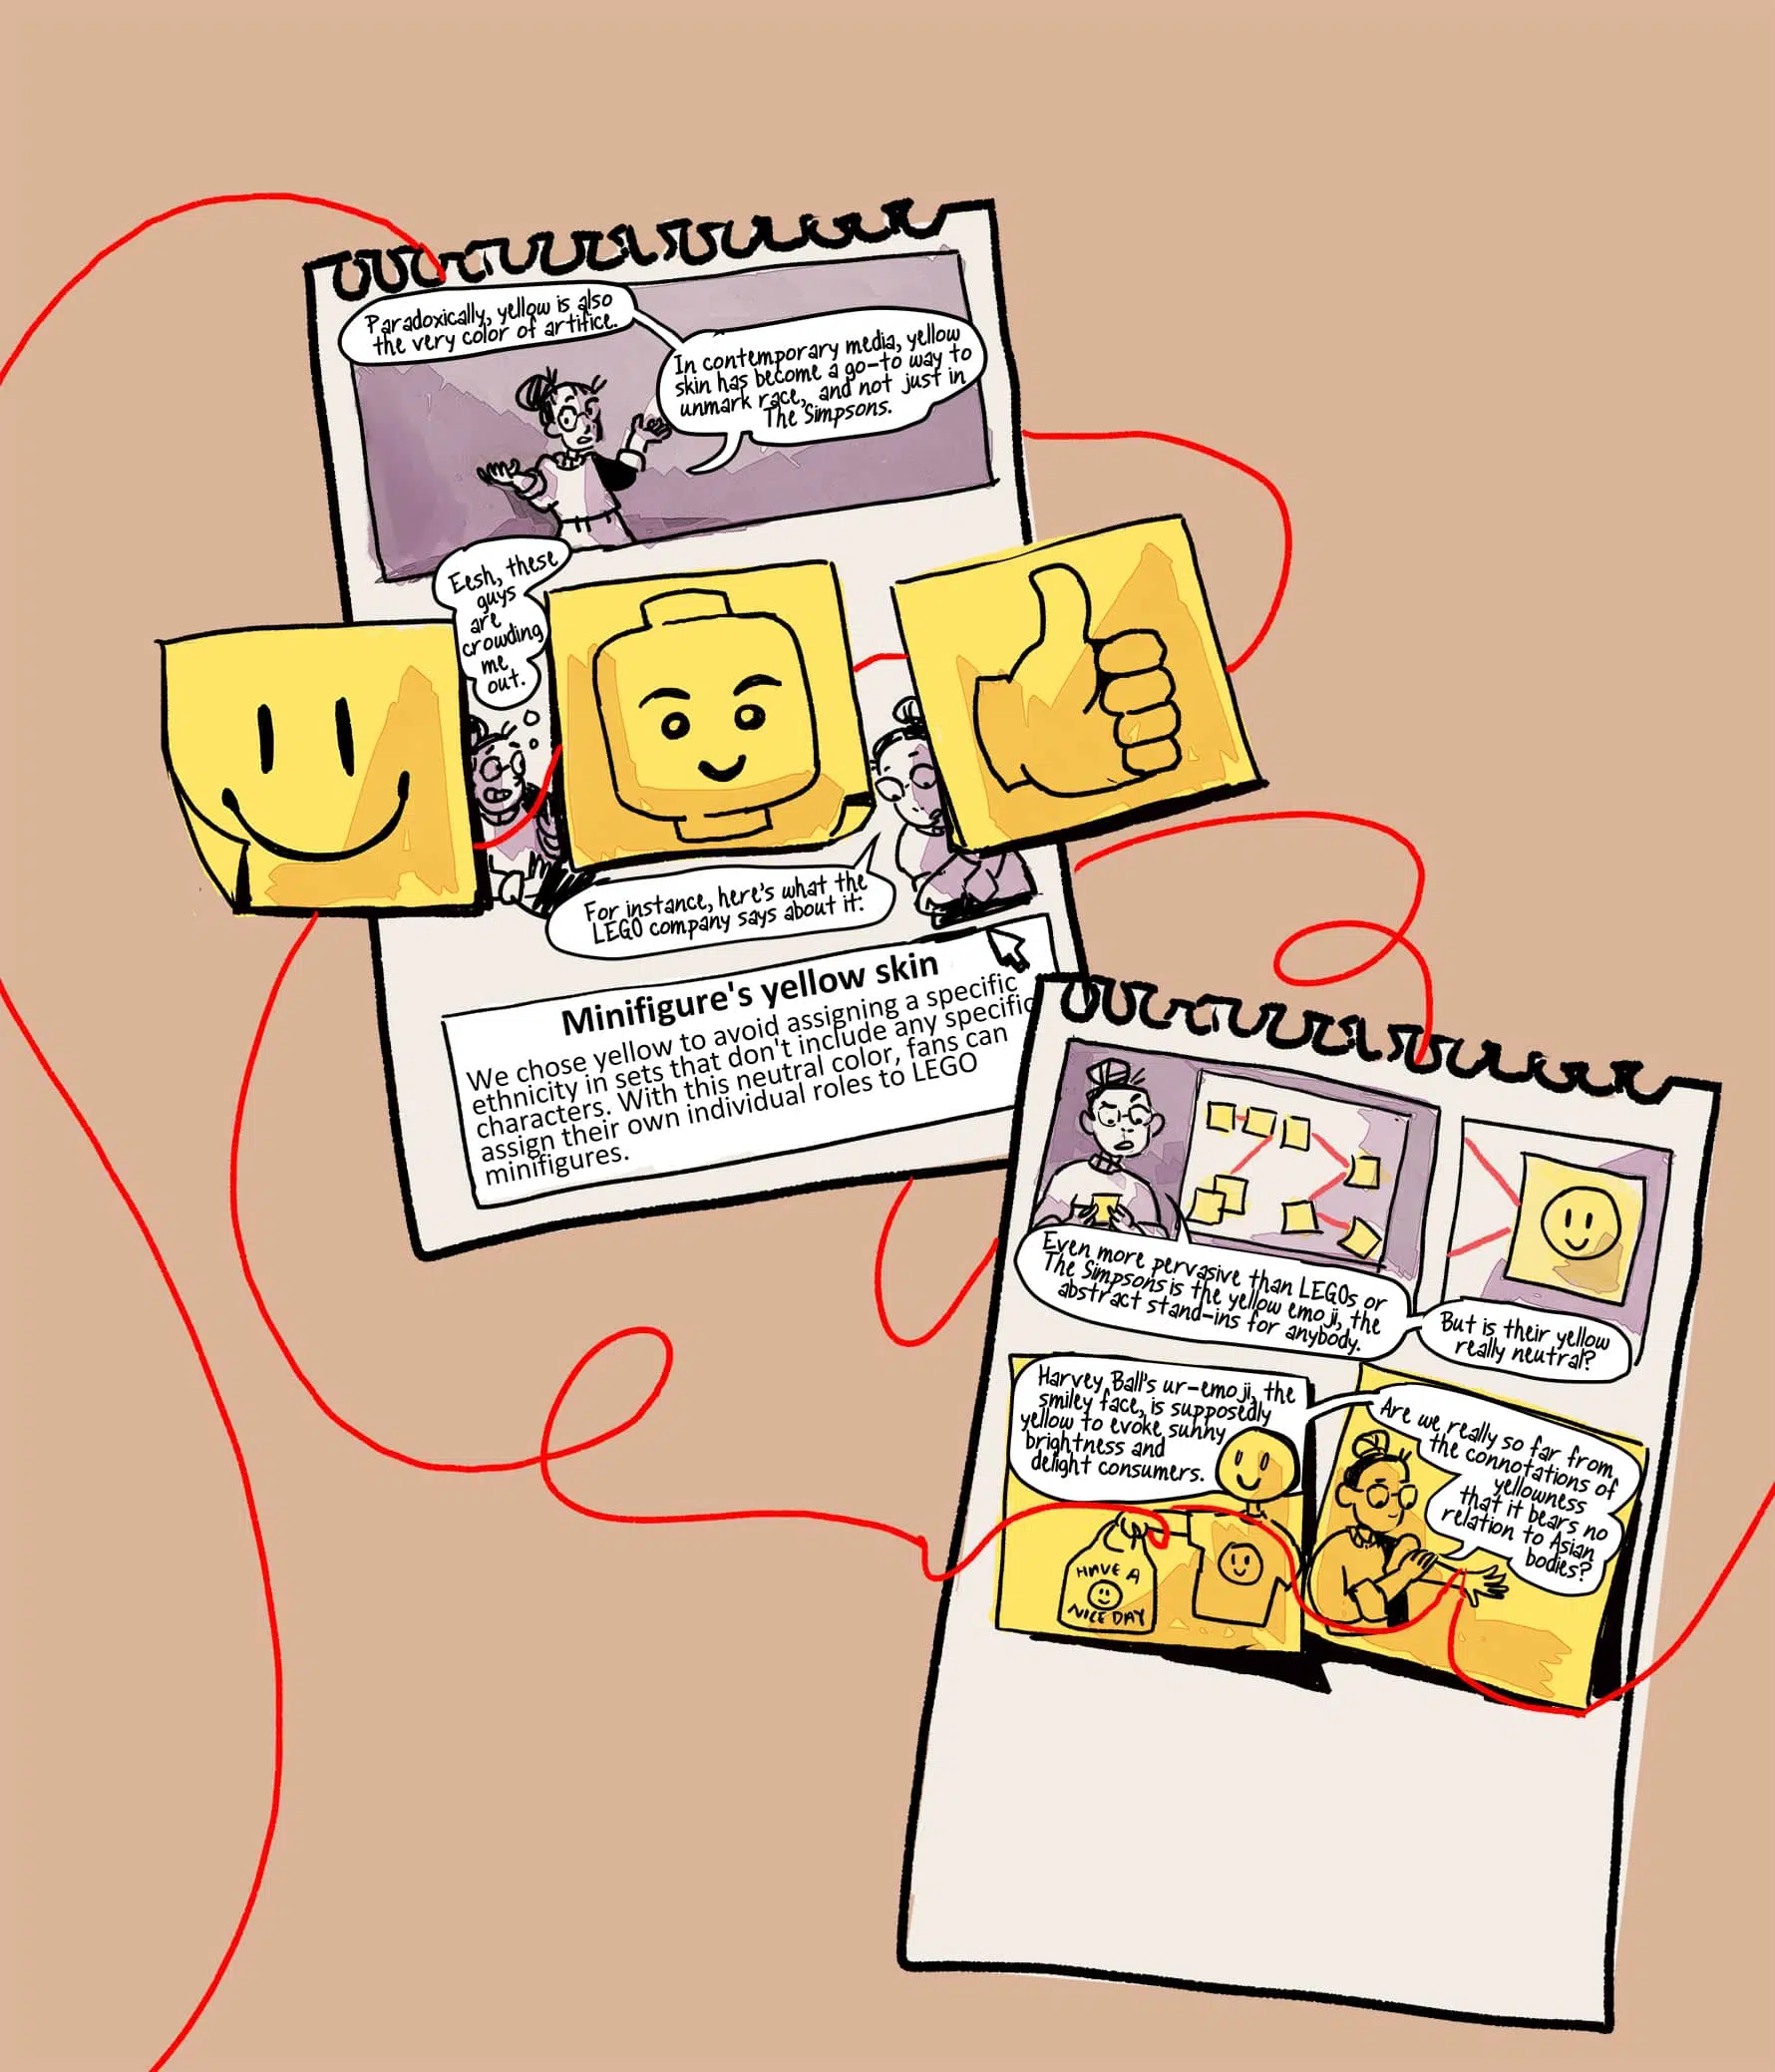 Paradoxically, yellow is also
the very color of artifice.
In contemporary media, yellow
skin has become a go-to way to
unmark race, and not just in
The Simpsons.
Eesh, these
guys
are
crowding
me
out.
For instance, here's what the
LEGO company says about it:
Minifigure's yellow skin
We chose yellow to avoid assigning a specific
ethnicity in sets that don't include any specific
characters. With this neutral color, fans can
assign their own individual roles to LEGO
minifigures.
Even more pervasive than LEGOs or
The Simpsons is the yellow emoji, the
abstract stand-ins for anybody.
But is their yellow
really neutral?
Harvey Ball's ur-emoji, the
smiley face, is supposedly
yellow to evoke sunny
brightness and
delight consumers.
HAVE A
NICE DAY
Are we really so far from
the connotations of
yellowness
that it bears no
relation to Asian
bodies?